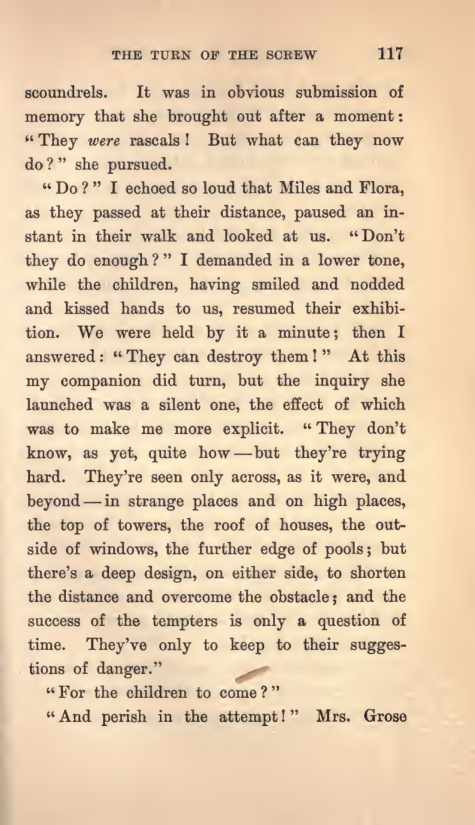 THE TURN OF THE SCREW 117
scoundrels. It was in obvious submission of
memory that she brought out after a moment:
“They were rascals! But what can they now
do?” she pursued.
“Do?” I echoed so loud that Miles and Flora,
as they passed at their distance, paused an in-
stant in their walk and looked at us. “Don't
they do enough?” I demanded in a lower tone,
while the children, having smiled and nodded
and kissed hands to us, resumed their exhibi-
tion. We were held by it a minute; then I
answered: “They can destroy them!” At this
my companion did turn, but the inquiry she
launched was a silent one, the effect of which
was to make me more explicit. “They don't
know, as yet, quite how—but they're trying
hard. They're seen only across, as it were, and
beyond—in strange places and on high places,
the top of towers, the roof of houses, the out-
side of windows, the further edge of pools; but
there's a deep design, on either side, to shorten
the distance and overcome the obstacle; and the
success of the tempters is only a question of
time. They've only to keep to their sugges-
tions of danger.”
“For the children to come?”
“And perish in the attempt!” Mrs. Grose